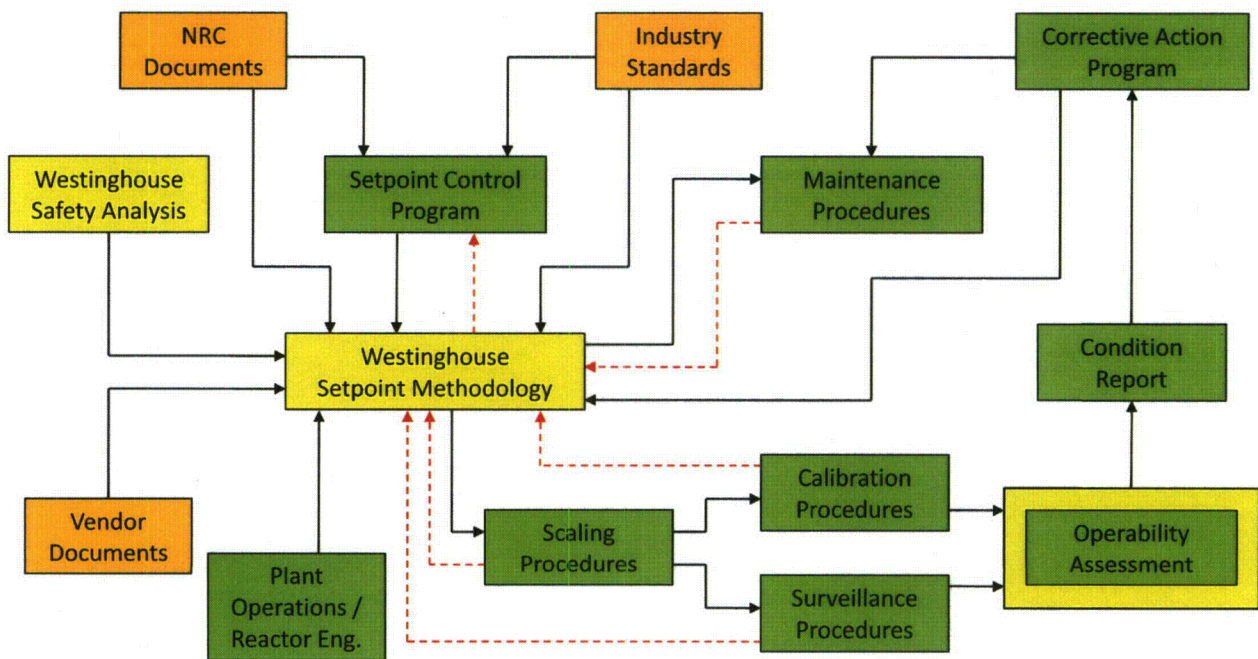 NRC
Documents
Industry
Standards
Corrective Action
Program
Westinghouse
Safety Analysis
Setpoint Control
Program
Maintenance
Procedures
Westinghouse
Setpoint Methodology
Condition
Report
Vendor
Documents
Plant
Operations /
Reactor Eng.
Scaling
Procedures
Calibration
Procedures
Surveillance
Procedures
Operability
Assessment